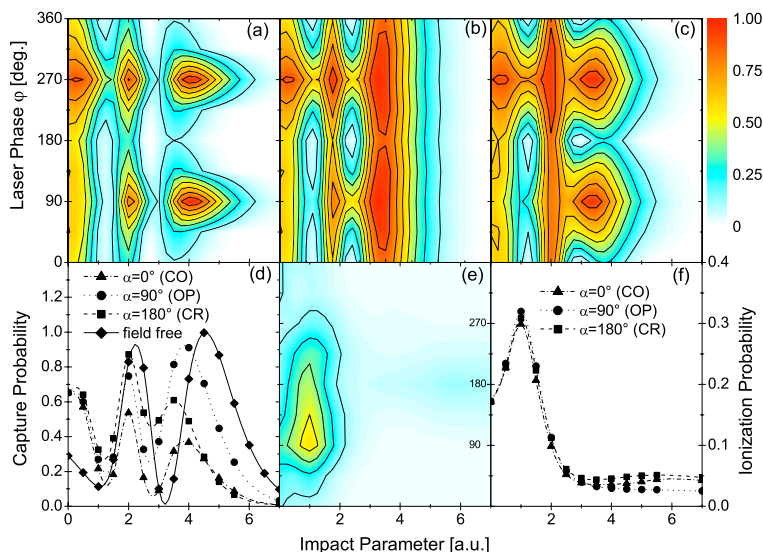 360
270
180
90
0
Laser Phase φ [deg.]
(a)
(b)
(c)
1.00
0.75
0.50
0.25
0
1.2
1.0
0.8
0.6
0.4
0.2
0.0
Capture Probability
α=0° (CO)
α=90° (OP)
α=180° (CR)
field free
(d)
(e)
270
180
90
α=0° (CO)
α=90° (OP)
α=180° (CR)
(f)
0.4
0.3
0.2
0.1
0.0
Ionization Probability
0 2 4 6 2 4 6 2 4 6
Impact Parameter [a.u.]